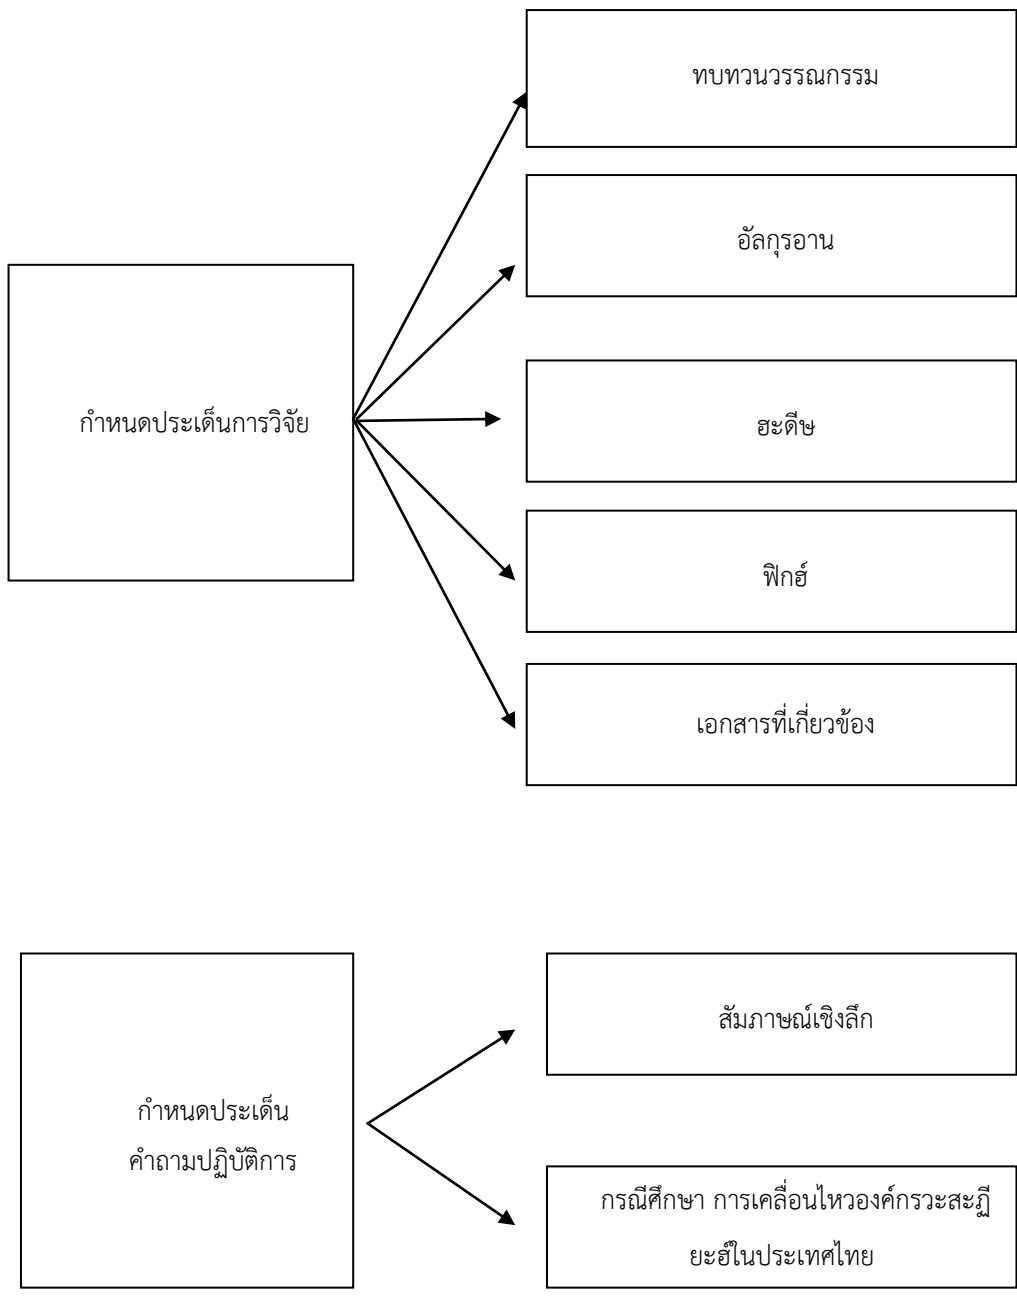 ทบทวนวรรณกรรม
อัลกุรอาน
กำหนดประเด็นการวิจัย
ฮะดีษ
ฟิกฮ์
เอกสารที่เกี่ยวข้อง
สัมภาษณ์เชิงลึก
กำหนดประเด็น
คำถามปฏิบัติการ
กรณีศึกษา การเคลื่อนไหวองค์กรวะสะฏี
ยะฮ์ในประเทศไทย